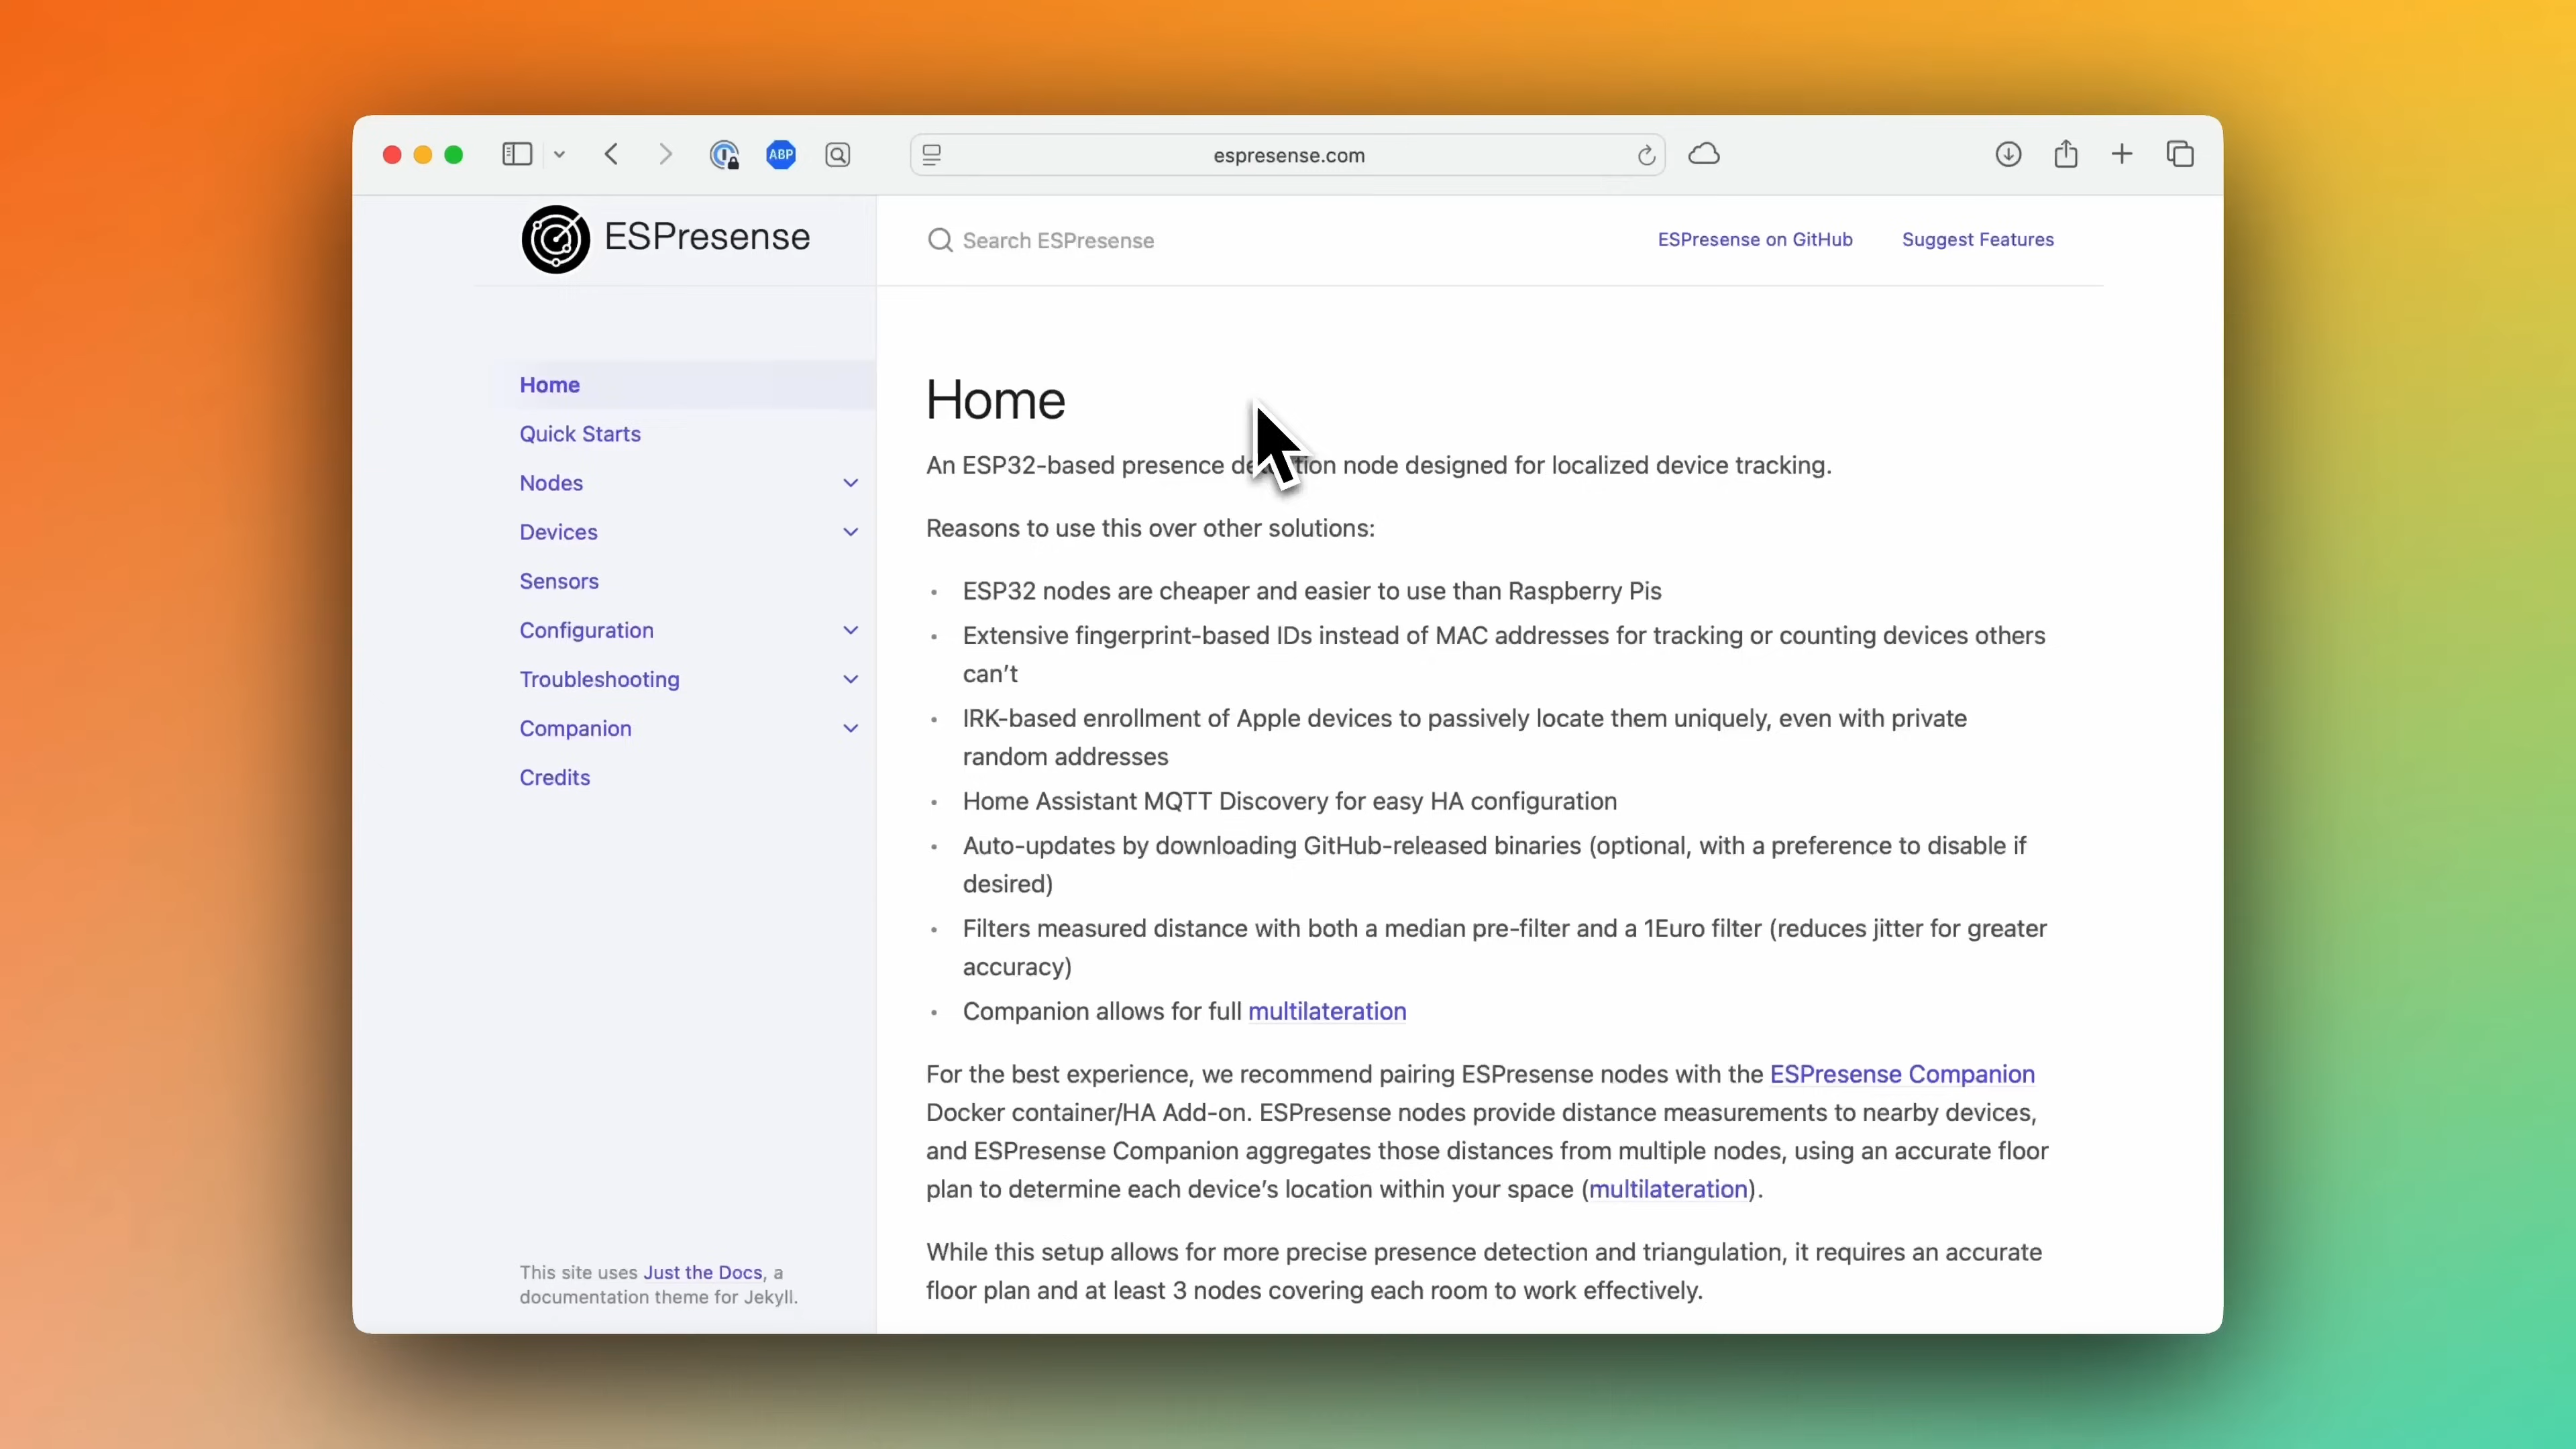 ABP
espresense.com
ESPresense
Search ESPresense
ESPresense on GitHub
Suggest Features
Home
Quick Starts
Nodes
Devices
Sensors
Configuration
Troubleshooting
Companion
Credits
This site uses Just the Docs, a
documentation theme for Jekyll.
Home
An ESP32-based presence detection node designed for localized device tracking.
Reasons to use this over other solutions:
• ESP32 nodes are cheaper and easier to use than Raspberry Pis
• Extensive fingerprint-based IDs instead of MAC addresses for tracking or counting devices others
can’t
• IRK-based enrollment of Apple devices to passively locate them uniquely, even with private
random addresses
• Home Assistant MQTT Discovery for easy HA configuration
• Auto-updates by downloading GitHub-released binaries (optional, with a preference to disable if
desired)
• Filters measured distance with both a median pre-filter and a 1Euro filter (reduces jitter for greater
accuracy)
• Companion allows for full multilateration
For the best experience, we recommend pairing ESPresense nodes with the ESPresense Companion
Docker container/HA Add-on. ESPresense nodes provide distance measurements to nearby devices,
and ESPresense Companion aggregates those distances from multiple nodes, using an accurate floor
plan to determine each device’s location within your space (multilateration).
While this setup allows for more precise presence detection and triangulation, it requires an accurate
floor plan and at least 3 nodes covering each room to work effectively.